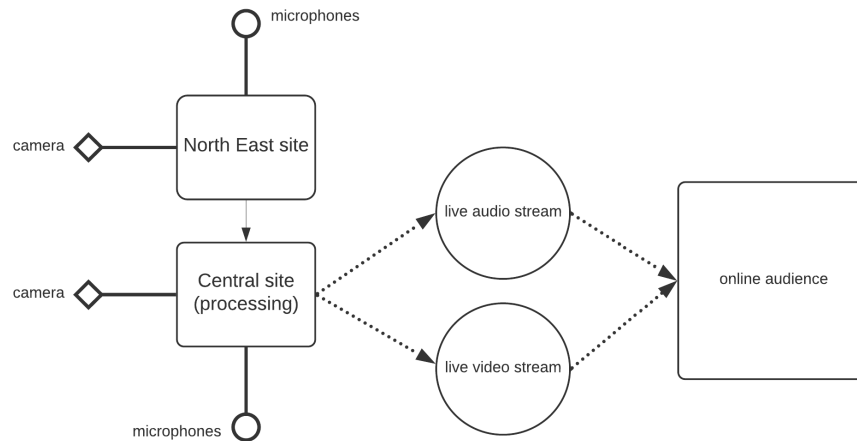 microphones
camera
North East site
live audio stream
camera
Central site
(processing)
online audience
live video stream
microphones